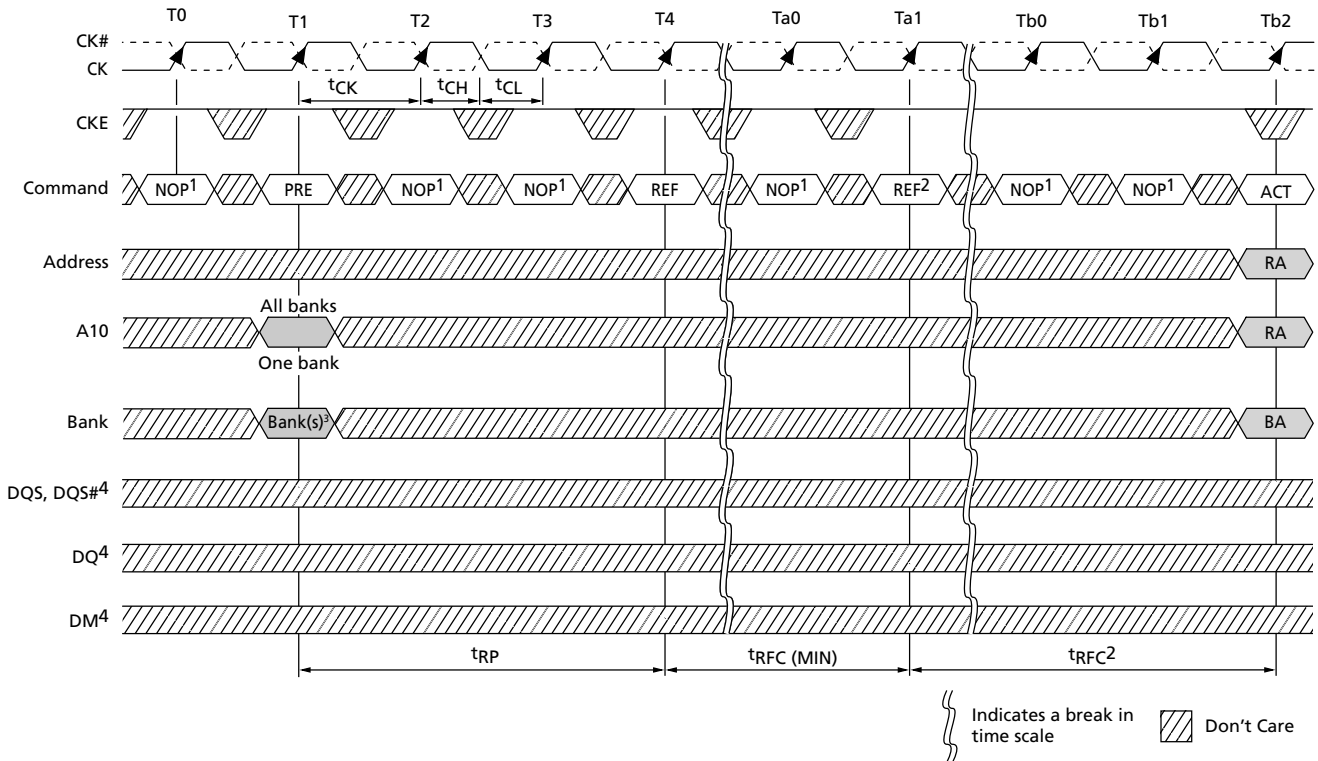 T0 T1 T2 T3 T4 Ta0 Ta1 Tb0 Tb1 Tb2
CK#
CK
tCK tCH tCL
CKE
Command NOP1 PRE NOP1 NOP1 REF NOP1 REF2 NOP1 NOP1 ACT
Address RA
All banks
A10 RA
One bank
Bank Bank(s)3 BA
DQS, DQS#4
DQ4
DM4
tRP tRFC (MIN) tRFC2
Indicates a break in
time scale
Don't Care